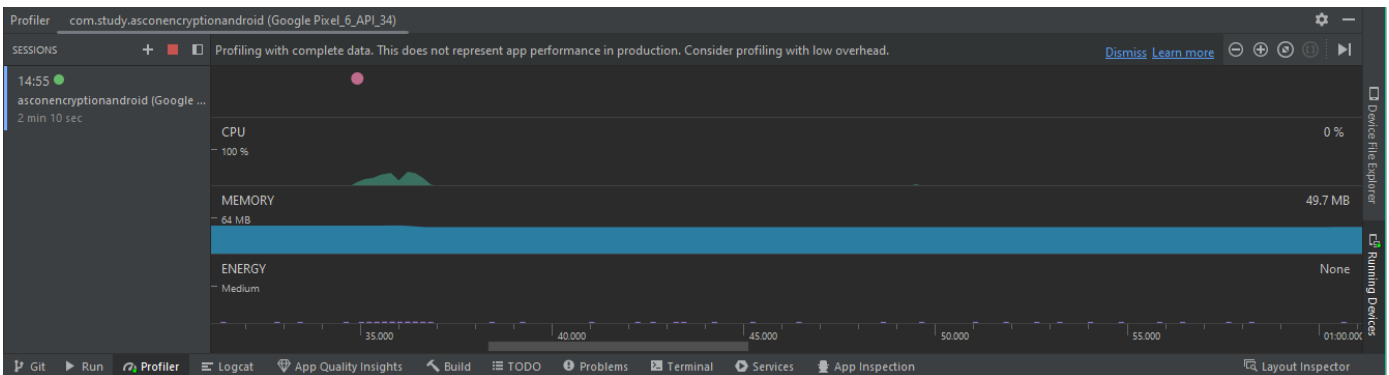 Profiler com.study.asconencryptionandroid (Google Pixel_6_API_34)
SESSIONS
Profiling with complete data. This does not represent app performance in production. Consider profiling with low overhead.
Dismiss Learn more
14:55
asconencryptionandroid (Google ...
2 min 10 sec
CPU
0 %
100 %
MEMORY
49.7 MB
64 MB
ENERGY
None
Medium
35.000 40.000 45.000 50.000 55.000 01:00.000
Device File Explorer
Running Devices
Git Run Profiler Logcat App Quality Insights Build TODO Problems Terminal Services App Inspection Layout Inspector